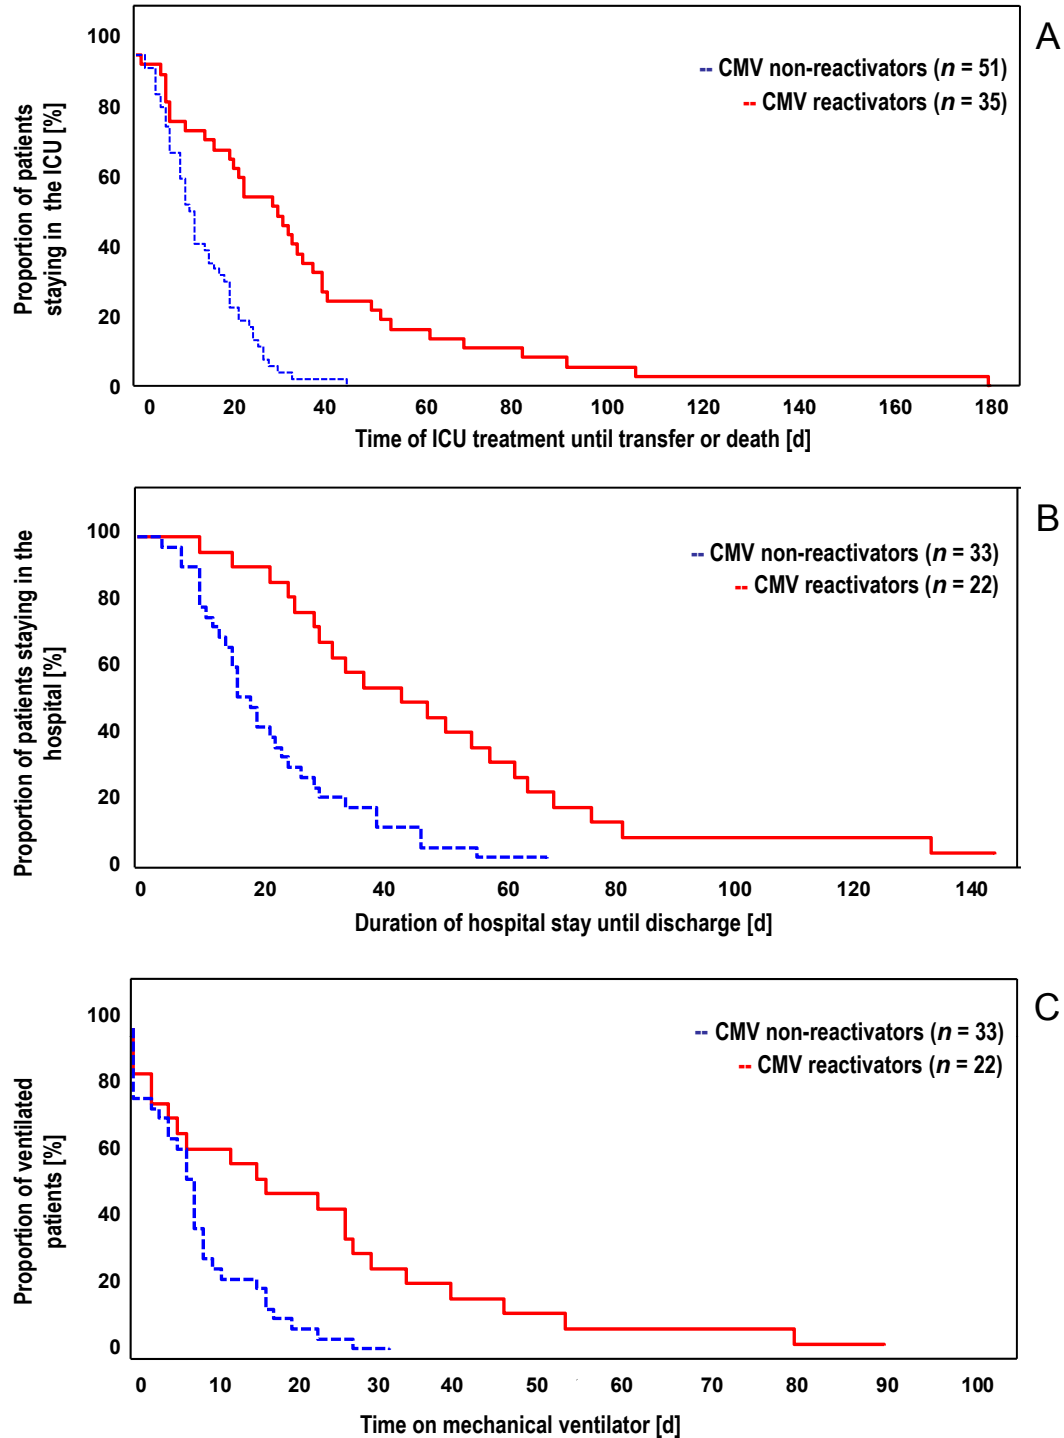 A
100
80
60
40
20
0
Proportion of patients
staying in the ICU [%]
-- CMV non-reactivators (n = 51)
-- CMV reactivators (n = 35)
0 20 40 60 80 100 120 140 160 180
Time of ICU treatment until transfer or death [d]
B
100
80
60
40
20
0
Proportion of patients staying in the
hospital [%]
-- CMV non-reactivators (n = 33)
-- CMV reactivators (n = 22)
0 20 40 60 80 100 120 140
Duration of hospital stay until discharge [d]
C
100
80
60
40
20
0
Proportion of ventilated
patients [%]
-- CMV non-reactivators (n = 33)
-- CMV reactivators (n = 22)
0 10 20 30 40 50 60 70 80 90 100
Time on mechanical ventilator [d]